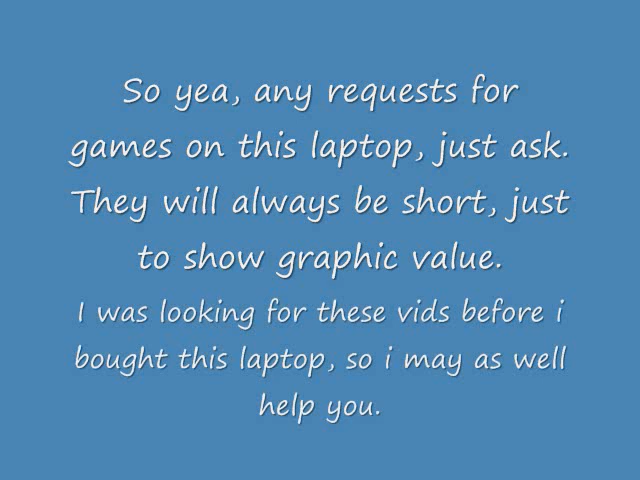 So yea, any requests for
games on this laptop, just ask.
They will always be short, just
to show graphic value.
I was looking for these vids before i
bought this laptop, so i may as well
help you.